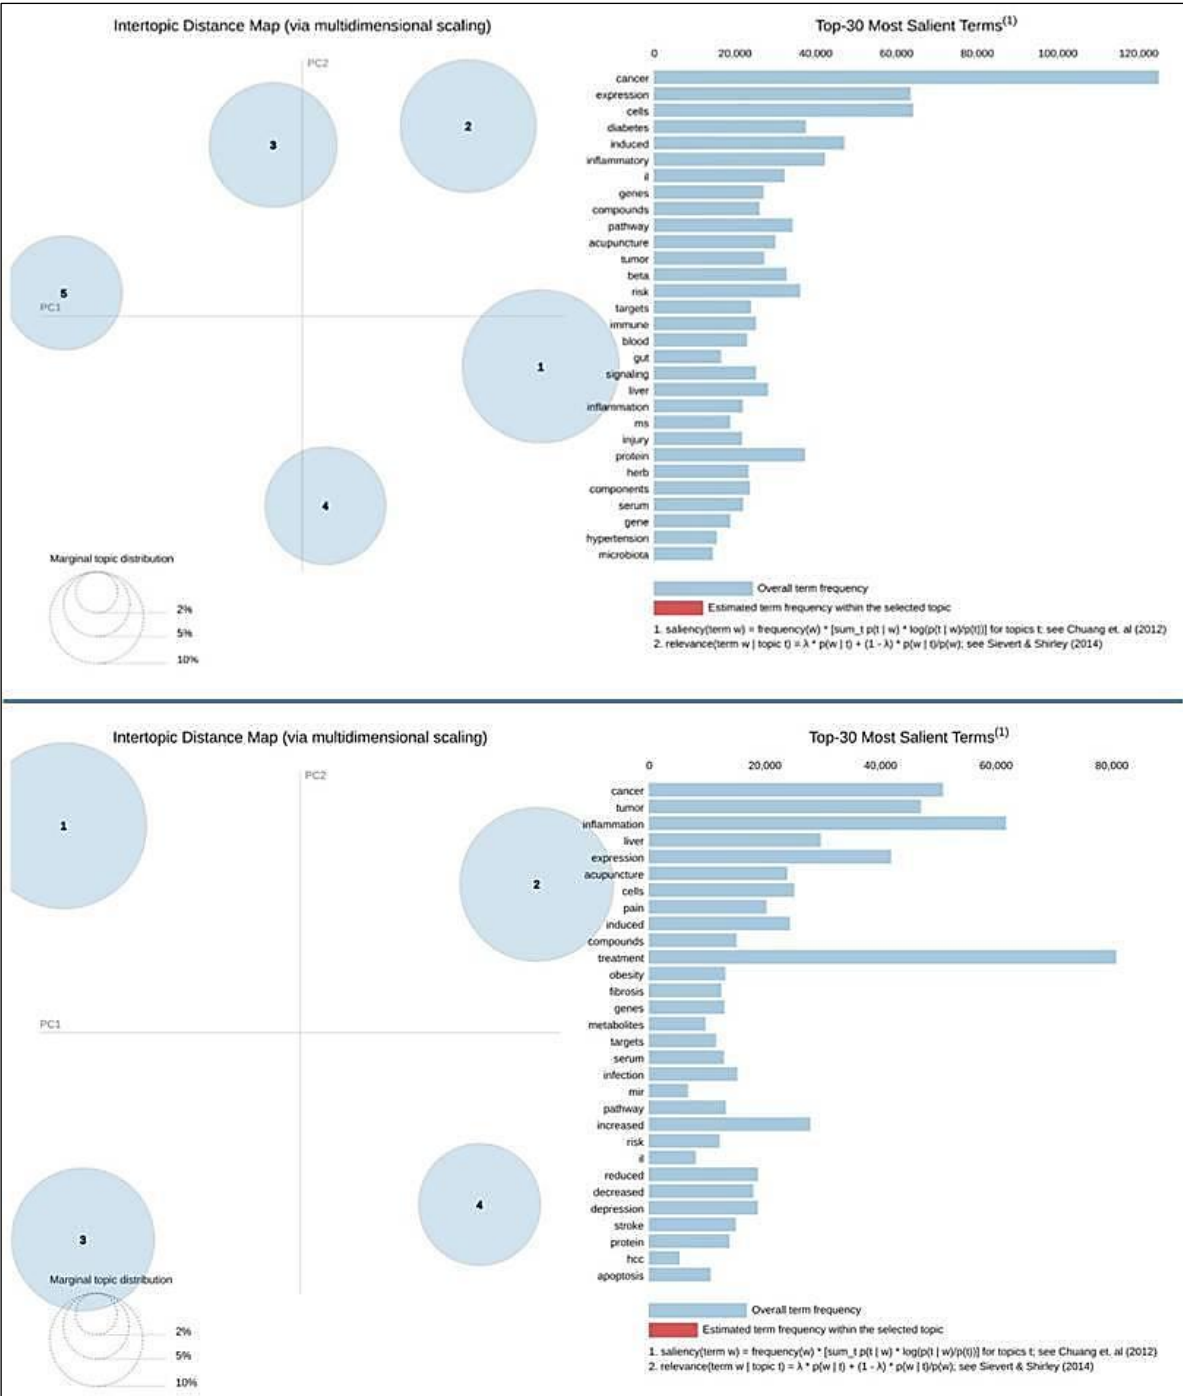 Intertopic Distance Map (via multidimensional scaling)
PC2
2
3
5
PC1
1
4
Marginal topic distribution
2%
5%
10%
Top-30 Most Salient Terms(1)
0 20,000 40,000 60,000 80,000 100,000 120,000
cancer
expression
cells
diabetes
induced
inflammatory
il
genes
compounds
pathway
acupuncture
tumor
beta
risk
targets
immune
blood
gut
signaling
liver
inflammation
ms
injury
protein
herb
components
serum
gene
hypertension
microbiota
Overall term frequency
Estimated term frequency within the selected topic
1. saliency(term w) = frequency(w) * [sum_t p(t | w) * log(p(t | w)/p(t))] for topics t; see Chuang et. al (2012)
2. relevance(term w | topic t) = λ * p(w | t) + (1 - λ) * p(w | t)/p(w); see Sievert & Shirley (2014)
Intertopic Distance Map (via multidimensional scaling)
PC2
1
2
PC1
4
3
Marginal topic distribution
2%
5%
10%
Top-30 Most Salient Terms(1)
0 20,000 40,000 60,000 80,000
cancer
tumor
inflammation
liver
expression
acupuncture
cells
pain
induced
compounds
treatment
obesity
fibrosis
genes
metabolites
targets
serum
infection
mir
pathway
increased
risk
il
reduced
decreased
depression
stroke
protein
hcc
apoptosis
Overall term frequency
Estimated term frequency within the selected topic
1. saliency(term w) = frequency(w) * [sum_t p(t | w) * log(p(t | w)/p(t))] for topics t; see Chuang et. al (2012)
2. relevance(term w | topic t) = λ * p(w | t) + (1 - λ) * p(w | t)/p(w); see Sievert & Shirley (2014)